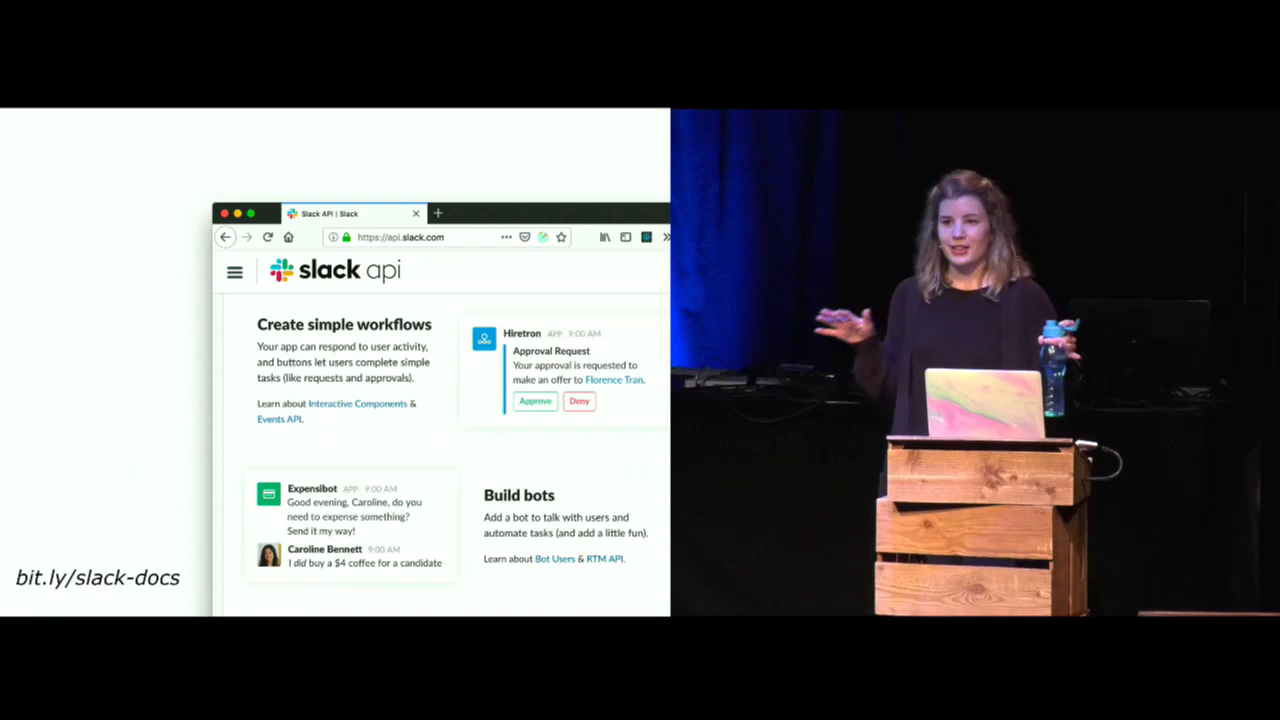 Slack API | Slack
https://api.slack.com
slack api
Create simple workflows
Your app can respond to user activity,
and buttons let users complete simple
tasks (like requests and approvals).
Learn about Interactive Components &
Events API.
Hiretron APP 9:00 AM
Approval Request
Your approval is requested to
make an offer to Florence Tran.
Approve Deny
Expensibot APP 9:00 AM
Good evening, Caroline, do you
need to expense something?
Send it my way!
Caroline Bennett 9:00 AM
I did buy a $4 coffee for a candidate
Build bots
Add a bot to talk with users and
automate tasks (and add a little fun).
Learn about Bot Users & RTM API.
bit.ly/slack-docs